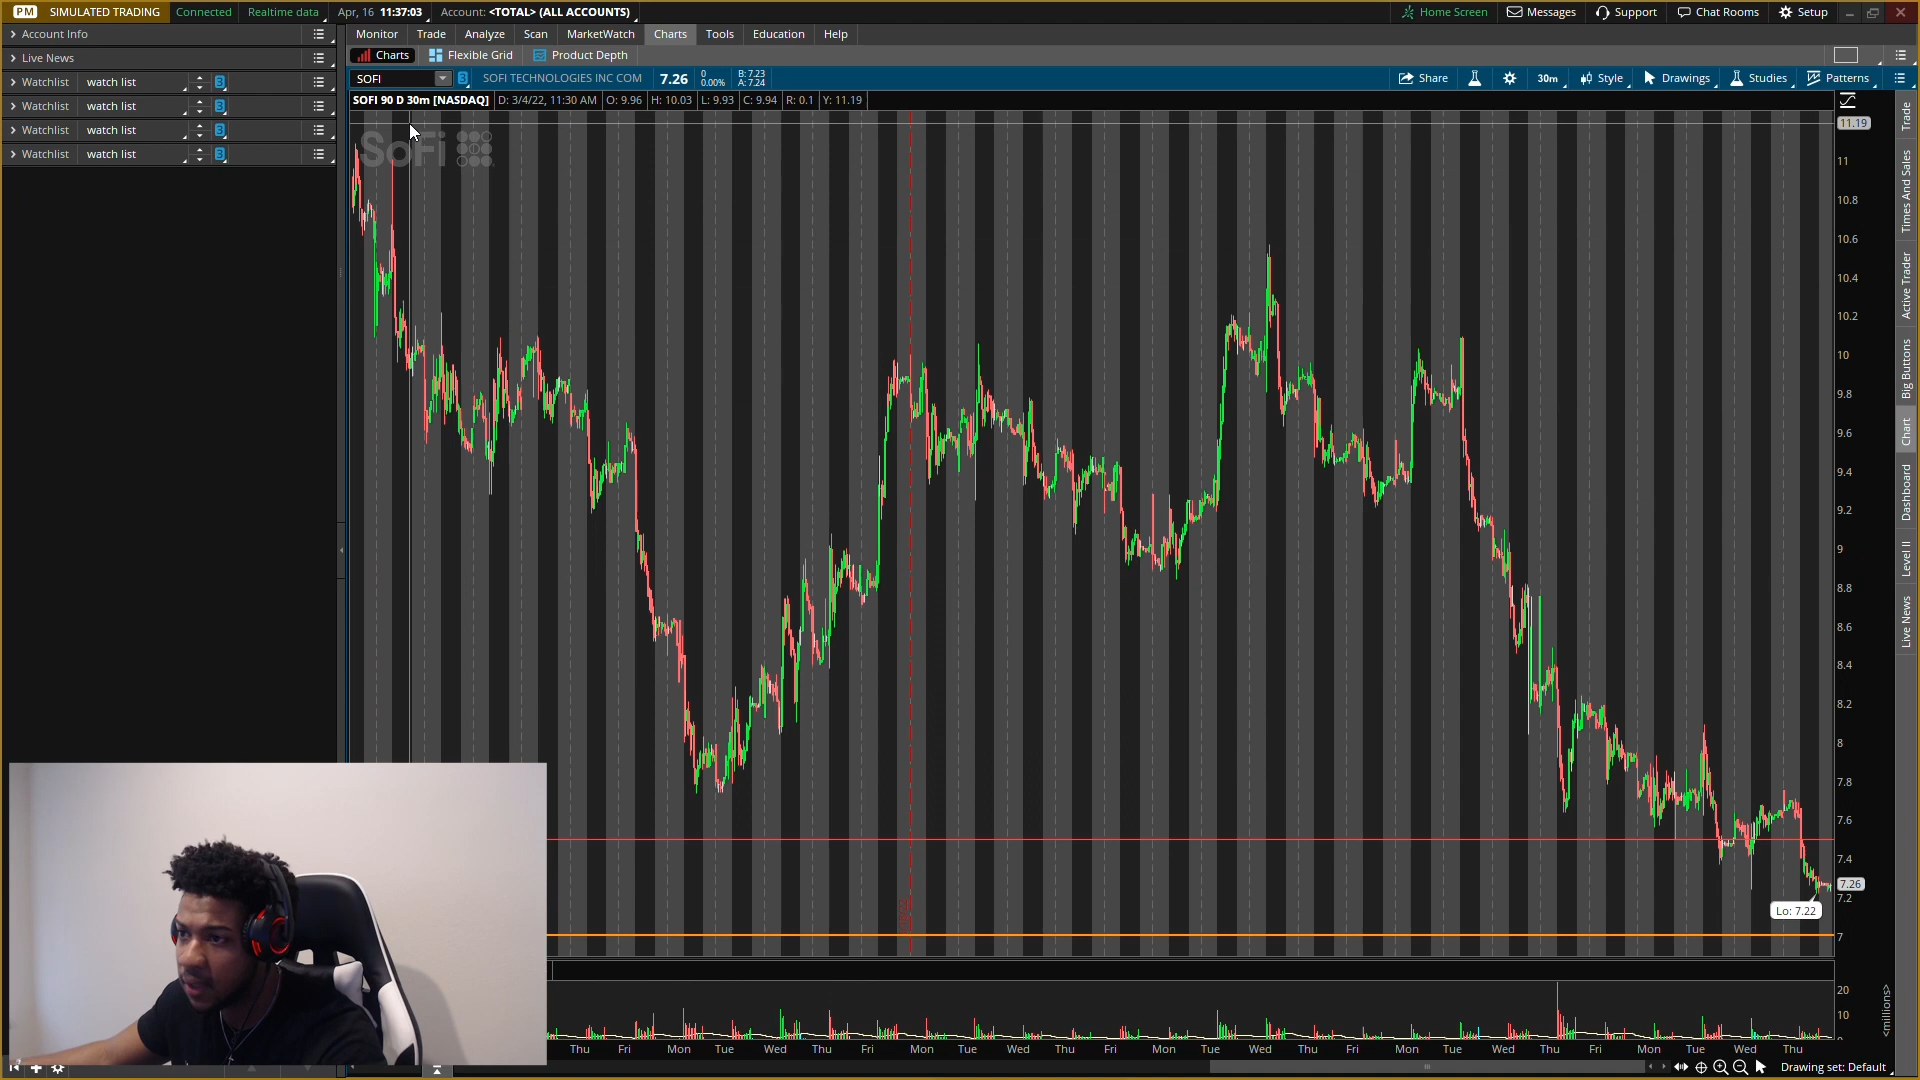 PM SIMULATED TRADING Connected Realtime data Apr, 16 11:37:03 Account: <TOTAL> (ALL ACCOUNTS) Home Screen Messages Support Chat Rooms Setup
Account Info
Live News
Watchlist watch list 3
Watchlist watch list 3
Watchlist watch list 3
Watchlist watch list 3
Monitor Trade Analyze Scan MarketWatch Charts Tools Education Help
Charts Flexible Grid Product Depth
SOFI 3 SOFI TECHNOLOGIES INC COM 7.26 0 0.00% B: 7.23 A: 7.24 Share 30m Style Drawings Studies Patterns
SOFI 90 D 30m [NASDAQ] D: 3/4/22, 11:30 AM O: 9.96 H: 10.03 L: 9.93 C: 9.94 R: 0.1 Y: 11.19
SoFi
11.19
11
10.8
10.6
10.4
10.2
10
9.8
9.6
9.4
9.2
9
8.8
8.6
8.4
8.2
8
7.8
7.6
7.4
7.26
7.2
Lo: 7.22
7
20
10
0
<millions>
Thu Fri Mon Tue Wed Thu Fri Mon Tue Wed Thu Fri Mon Tue Wed Thu Fri Mon Tue Wed Thu Fri Mon Tue Wed Thu
Drawing set: Default
Trade
Times And Sales
Active Trader
Big Buttons
Chart
Dashboard
Level II
Live News